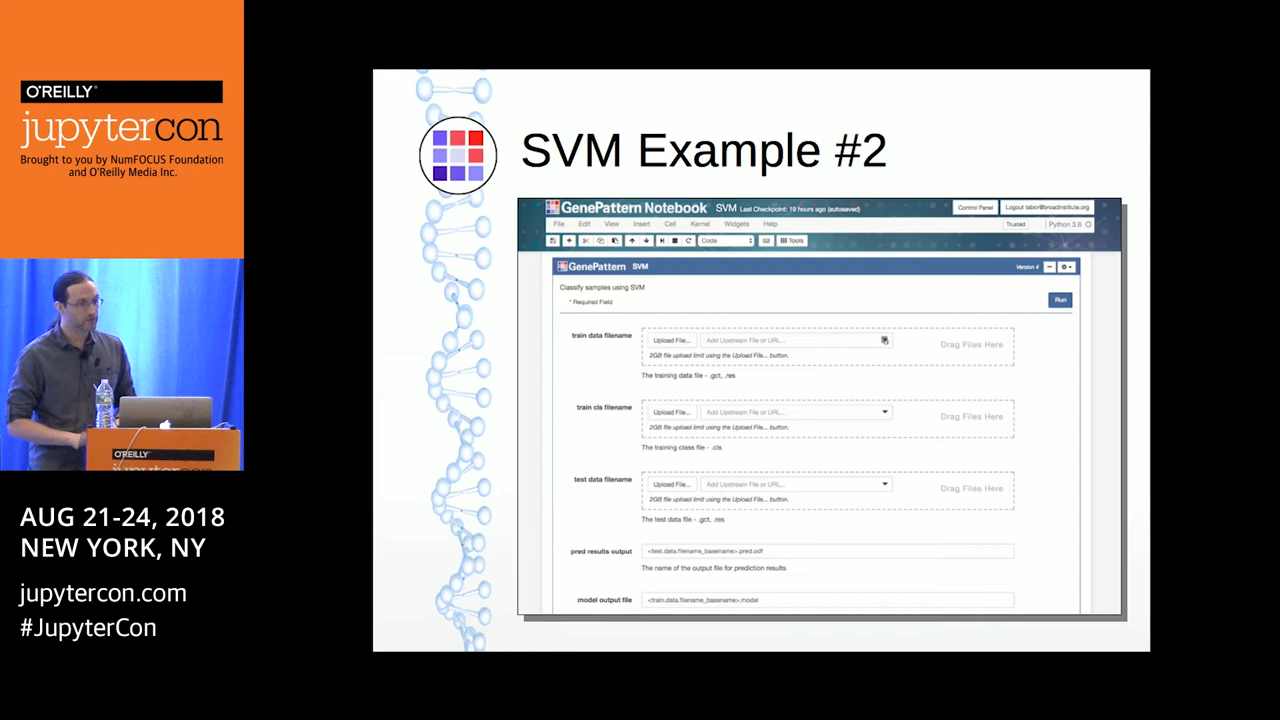 O'REILLY®
jupytercon
Brought to you by NumFOCUS Foundation
and O'Reilly Media Inc.
O'REILLY®
jupytercon
AUG 21-24, 2018
NEW YORK, NY
jupytercon.com
#JupyterCon
SVM Example #2
GenePattern Notebook SVM Last Checkpoint: 19 hours ago (autosaved) Control Panel Logout tabor@broadinstitute.org
File Edit View Insert Cell Kernel Widgets Help Trusted Python 3.6
Code Tools
GenePattern SVM Version 4
Classify samples using SVM
* Required Field Run
train data filename Upload File... Add Upstream File or URL... Drag Files Here
2GB file upload limit using the Upload File... button.
The training data file - .gct, .res
train cls filename Upload File... Add Upstream File or URL... Drag Files Here
2GB file upload limit using the Upload File... button.
The training class file - .cls
test data filename Upload File... Add Upstream File or URL... Drag Files Here
2GB file upload limit using the Upload File... button.
The test data file - .gct, .res
pred results output <test.data.filename_basename>.pred.odf
The name of the output file for prediction results
model output file <train.data.filename_basename>.model